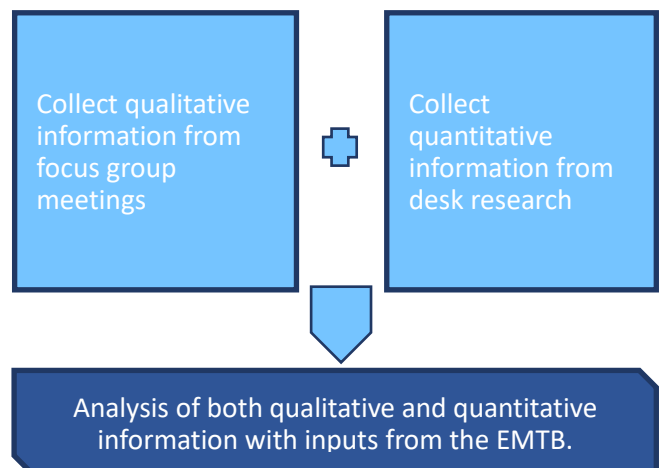 Collect qualitative
information from
focus group
meetings
Collect
quantitative
information from
desk research
Analysis of both qualitative and quantitative
information with inputs from the EMTB.